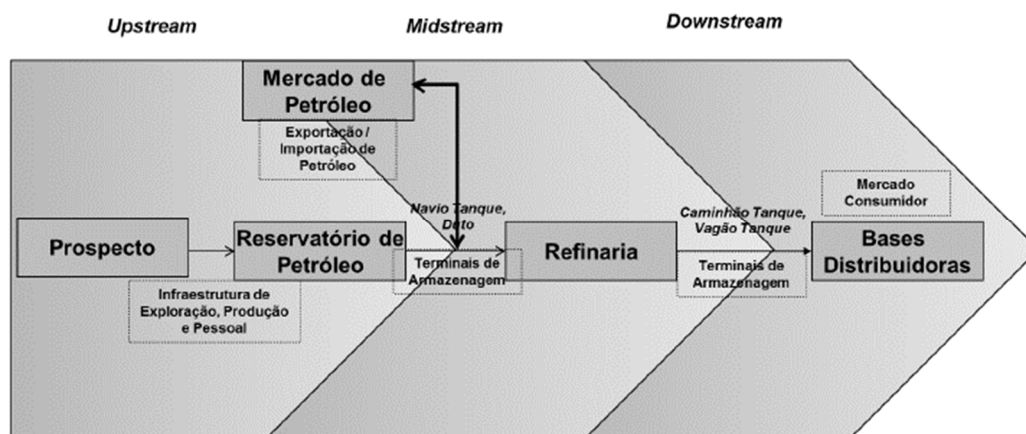 Upstream
Midstream
Downstream
Mercado de
Petróleo
Exportação /
Importação de
Petróleo
Navio Tanque,
Duto
Caminhão Tanque,
Vagão Tanque
Mercado
Consumidor
Prospecto
Reservatório de
Petróleo
Refinaria
Bases
Distribuidoras
Infraestrutura de
Exploração, Produção
e Pessoal
Terminais de
Armazenagem
Terminais de
Armazenagem